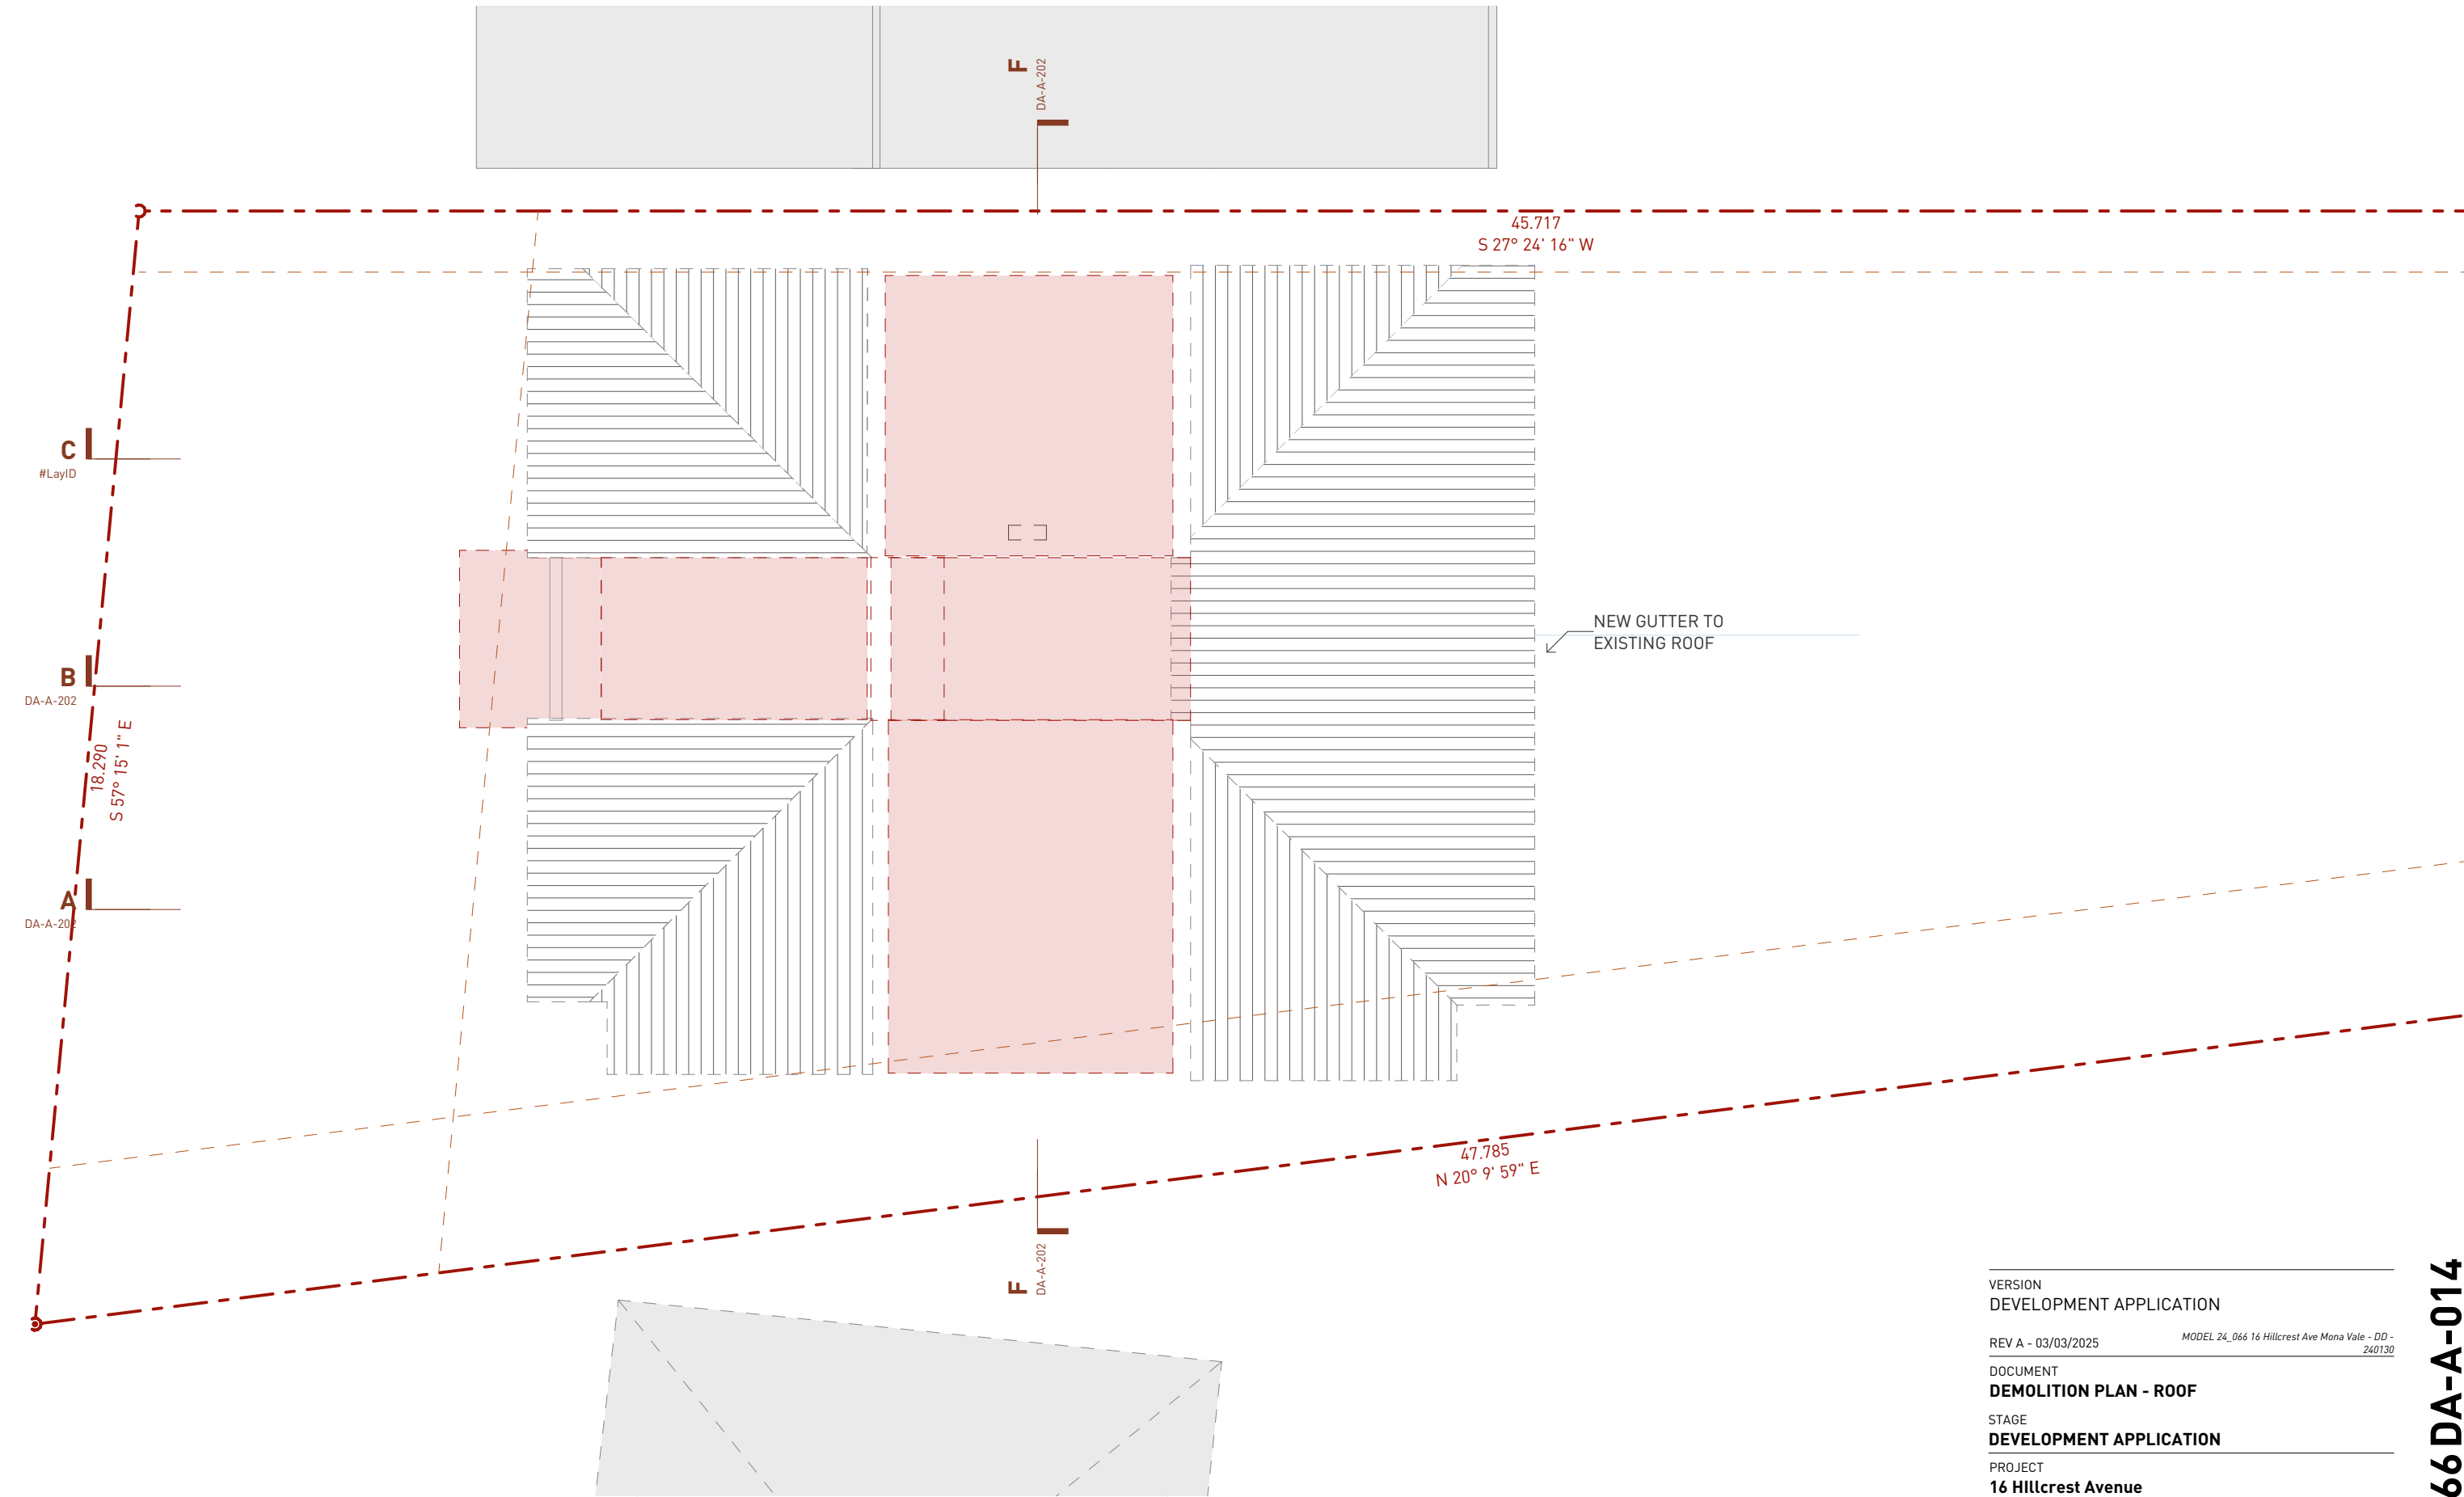 F
DA-A-202
45.717
S 27° 24' 16" W
C
#LayID
NEW GUTTER TO
EXISTING ROOF
B
DA-A-202
18.290
S 57° 15' 1" E
A
DA-A-202
47.785
N 20° 9' 59" E
F
DA-A-202
VERSION
DEVELOPMENT APPLICATION
REV A - 03/03/2025
MODEL 24_066 16 Hillcrest Ave Mona Vale - DD -
240130
DOCUMENT
DEMOLITION PLAN - ROOF
STAGE
DEVELOPMENT APPLICATION
PROJECT
16 HIllcrest Avenue
66 DA-A-014